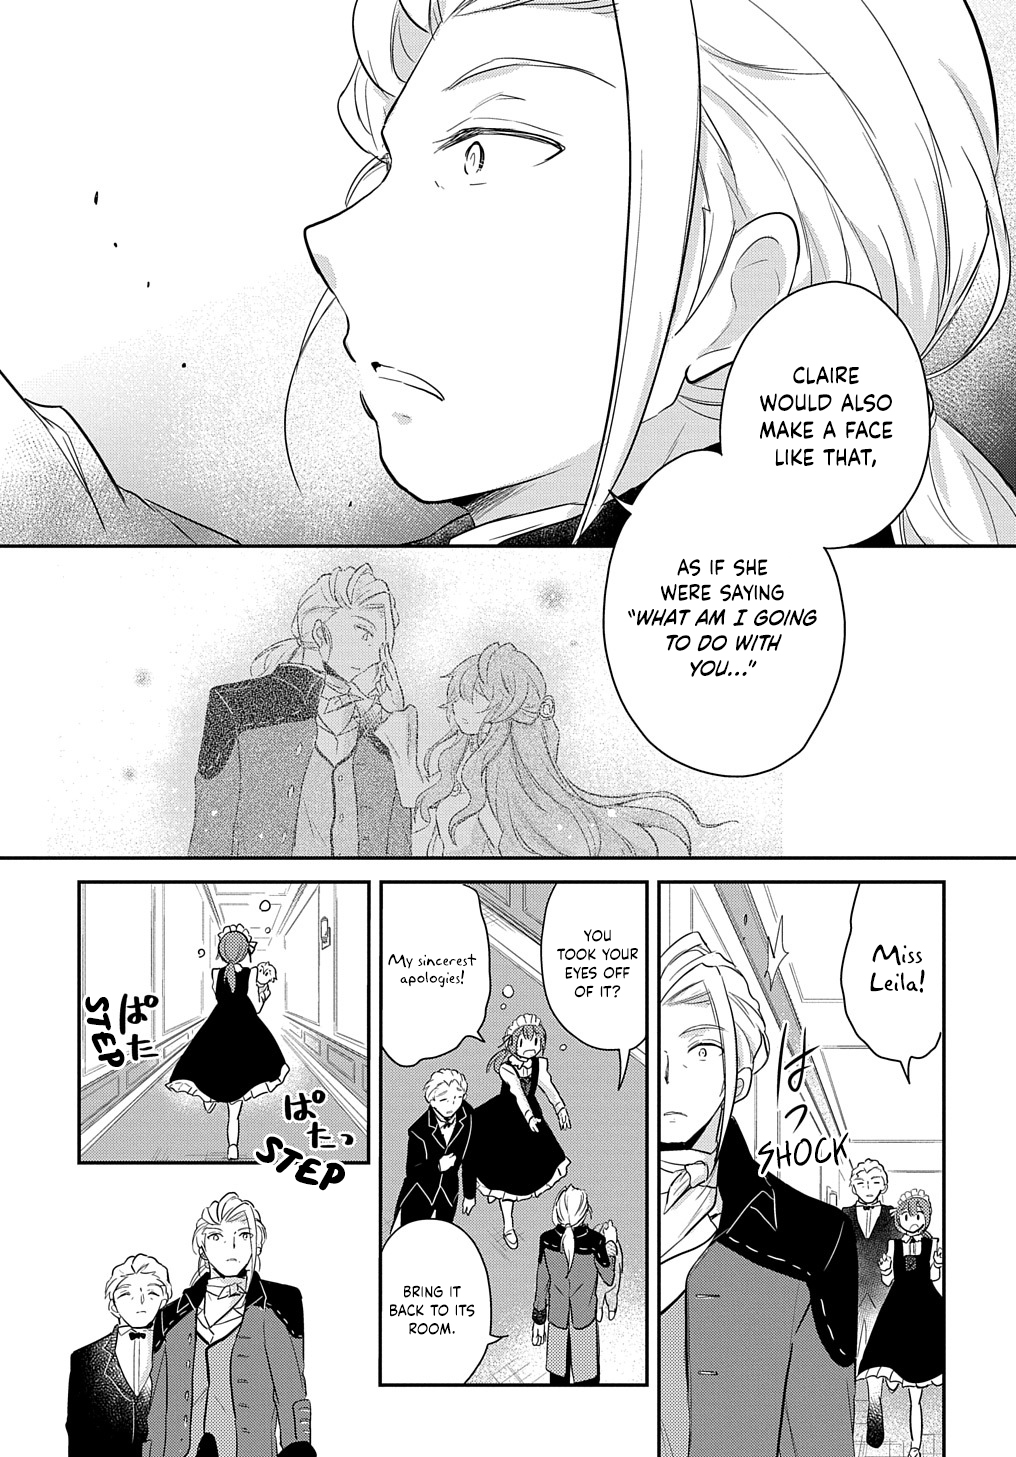 CLAIRE
WOULD ALSO
MAKE A FACE
LIKE THAT,
AS IF SHE
WERE SAYING
"WHAT AM I GOING
TO DO WITH
YOU..."
Miss
Leila!
はっ
SHOCK
YOU
TOOK YOUR
EYES OFF
OF IT?
My sincerest
apologies!
BRING IT
BACK TO ITS
ROOM.
ぱた
STEP
ぱたっ
STEP